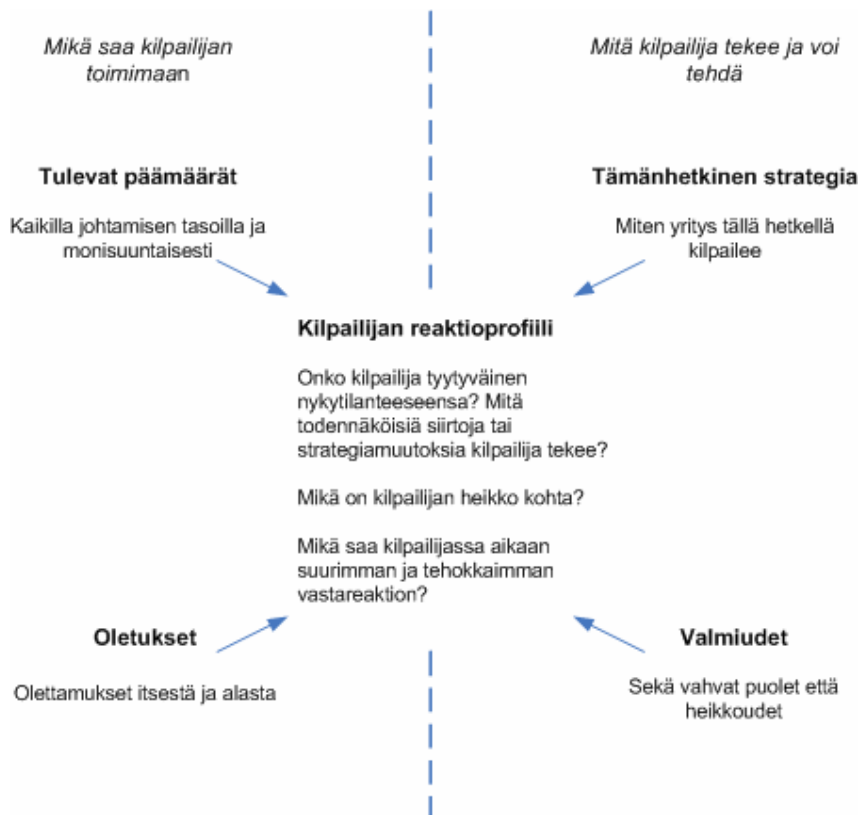 Mikä saa kilpailijan
toimimaan
Mitä kilpailija tekee ja voi
tehdä
Tulevat päämäärät
Kaikilla johtamisen tasoilla ja
monisuuntaisesti
Tämänhetkinen strategia
Miten yritys tällä hetkellä
kilpailee
Kilpailijan reaktioprofiili
Onko kilpailija tyytyväinen
nykytilanteeseensa? Mitä
todennäköisiä siirtoja tai
strategiamuutoksia kilpailija tekee?
Mikä on kilpailijan heikko kohta?
Mikä saa kilpailijassa aikaan
suurimman ja tehokkaimman
vastareaktion?
Oletukset
Olettamukset itsestä ja alasta
Valmiudet
Sekä vahvat puolet että
heikkoudet